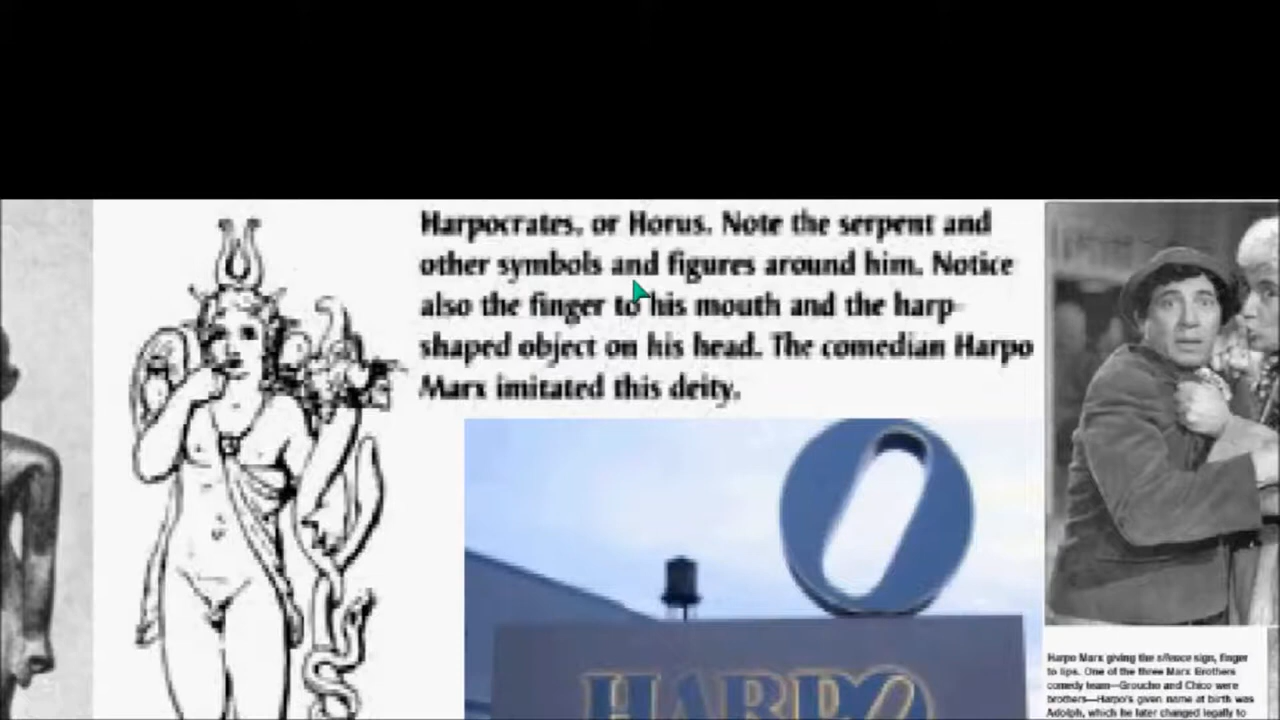 Harpocrates, or Horus. Note the serpent and
other symbols and figures around him. Notice
also the finger to his mouth and the harp-
shaped object on his head. The comedian Harpo
Marx imitated this deity.
O
HARPO
Harpo Marx giving the silence sign, finger
to lips. One of the three Marx Brothers
comedy team—Groucho and Chico were
brothers—Harpo's given name at birth was
Adolph, which he later changed legally to